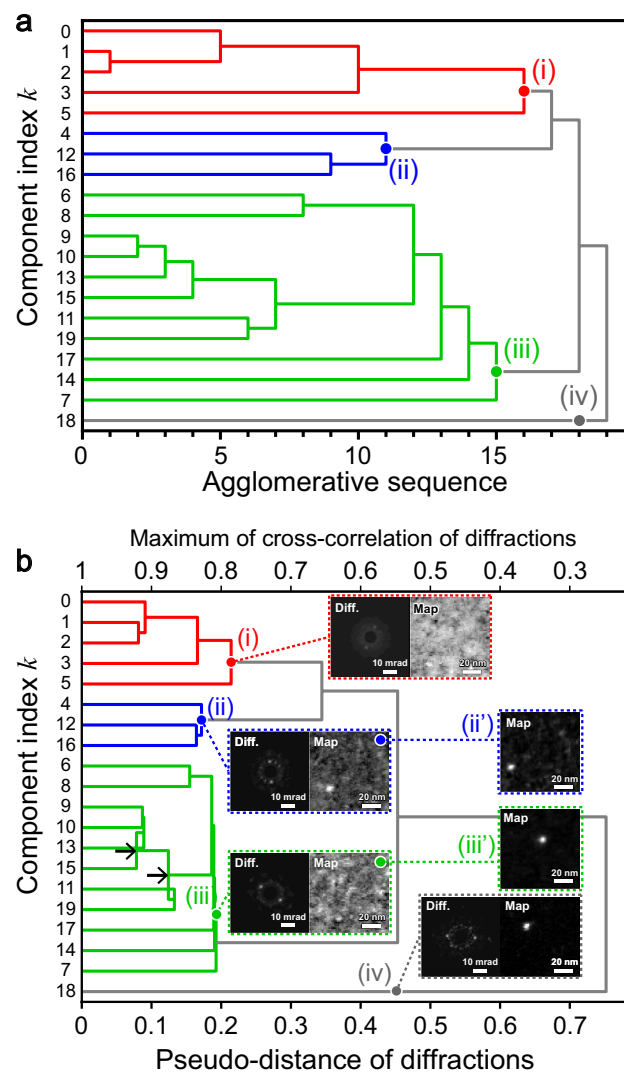 a
Component index k
0
1
2
3
5
4
12
16
6
8
9
10
13
15
11
19
17
14
7
18
(i)
(ii)
(iii)
(iv)
0 5 10 15
Agglomerative sequence
b
Maximum of cross-correlation of diffractions
1 0.9 0.8 0.7 0.6 0.5 0.4 0.3
Component index k
0
1
2
3
5
4
12
16
6
8
9
10
13
15
11
19
17
14
7
18
(i)
Diff. Map
10 mrad 20 nm
(ii)
Diff. Map
10 mrad 20 nm
(ii')
Map
20 nm
(iii)
Diff. Map
10 mrad 20 nm
(iii')
Map
20 nm
(iv)
Diff. Map
10 mrad 20 nm
0 0.1 0.2 0.3 0.4 0.5 0.6 0.7
Pseudo-distance of diffractions